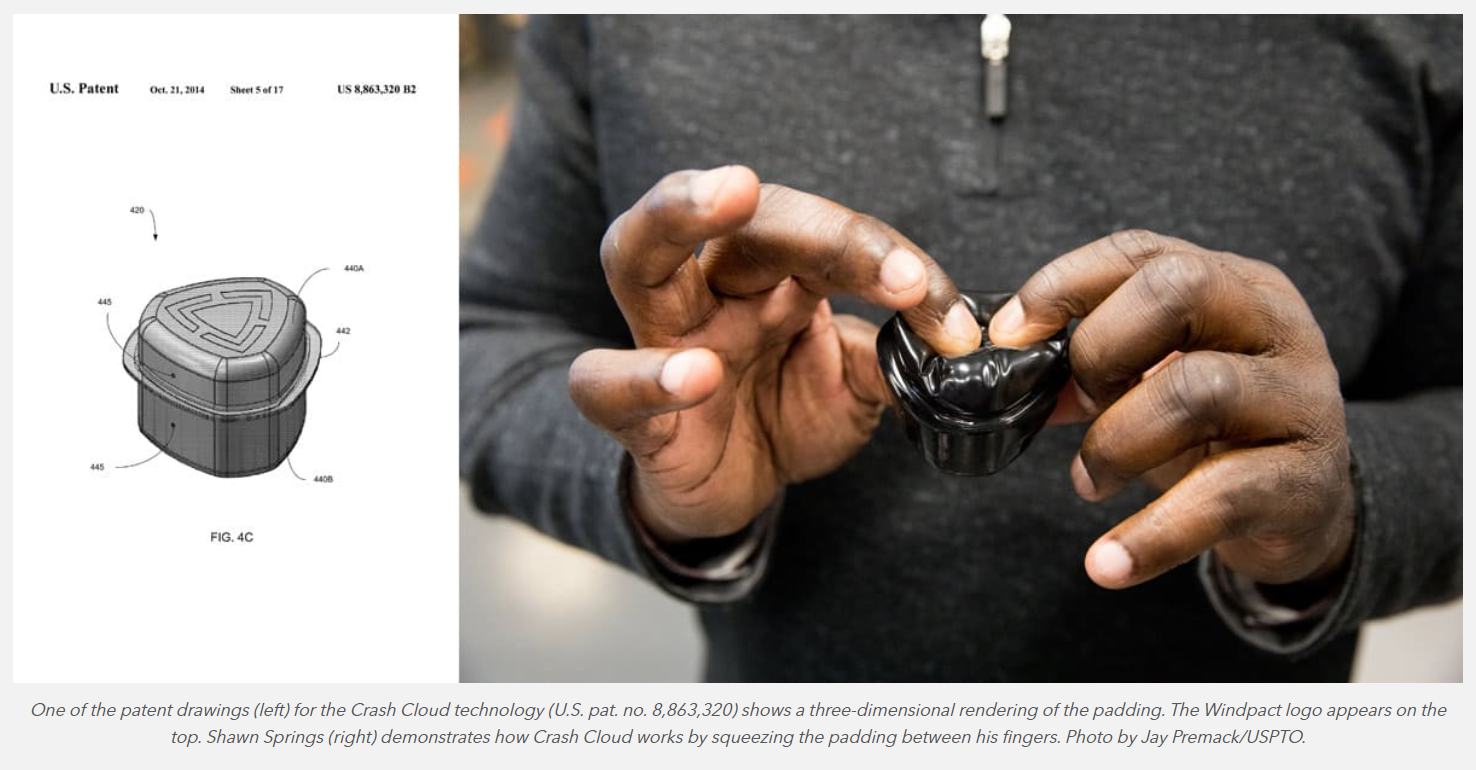 U.S. Patent Oct. 21, 2014 Sheet 5 of 17 US 8,863,320 B2
420
440A
445
442
445
440B
FIG. 4C
One of the patent drawings (left) for the Crash Cloud technology (U.S. pat. no. 8,863,320) shows a three-dimensional rendering of the padding. The Windpact logo appears on the
top. Shawn Springs (right) demonstrates how Crash Cloud works by squeezing the padding between his fingers. Photo by Jay Premack/USPTO.